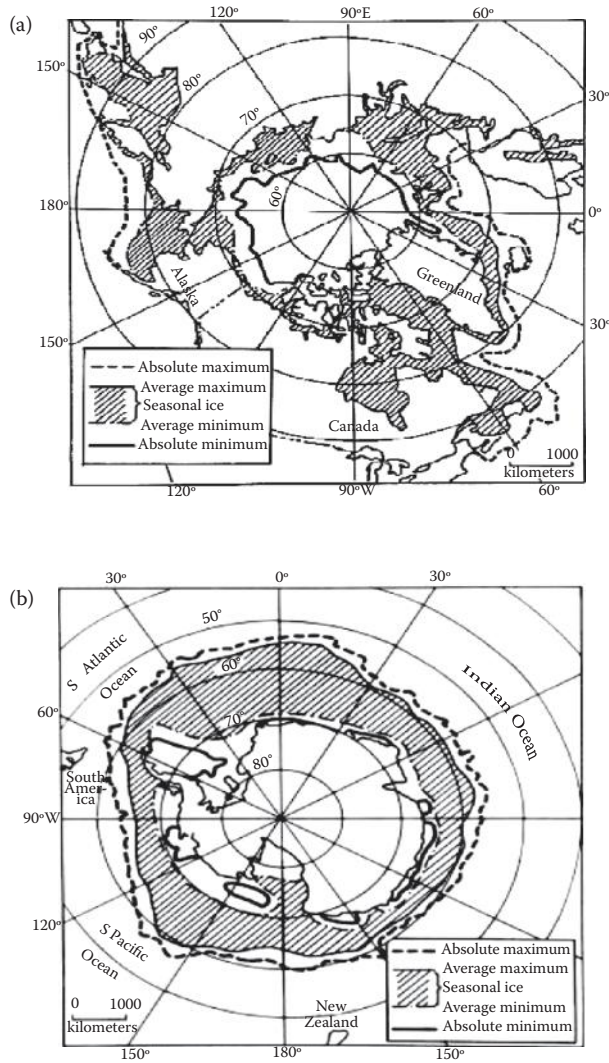 (a)
90°E
60°
90°
150°
80°
70°
30°
180°
60°
0°
Alaska
Greenland
150°
30°
Absolute maximum
Average maximum
Seasonal ice
Average minimum
Absolute minimum
Canada
0 1000
kilometers
120°
90°W
60°
(b)
30°
0°
30°
50°
S Atlantic
Ocean
60°
Indian Ocean
60°
70°
80°
South
Amer-
ica
90°W
120°
S Pacific
Ocean
Absolute maximum
Average maximum
Seasonal ice
Average minimum
Absolute minimum
0 1000
kilometers
New
Zealand
150°
180°
150°